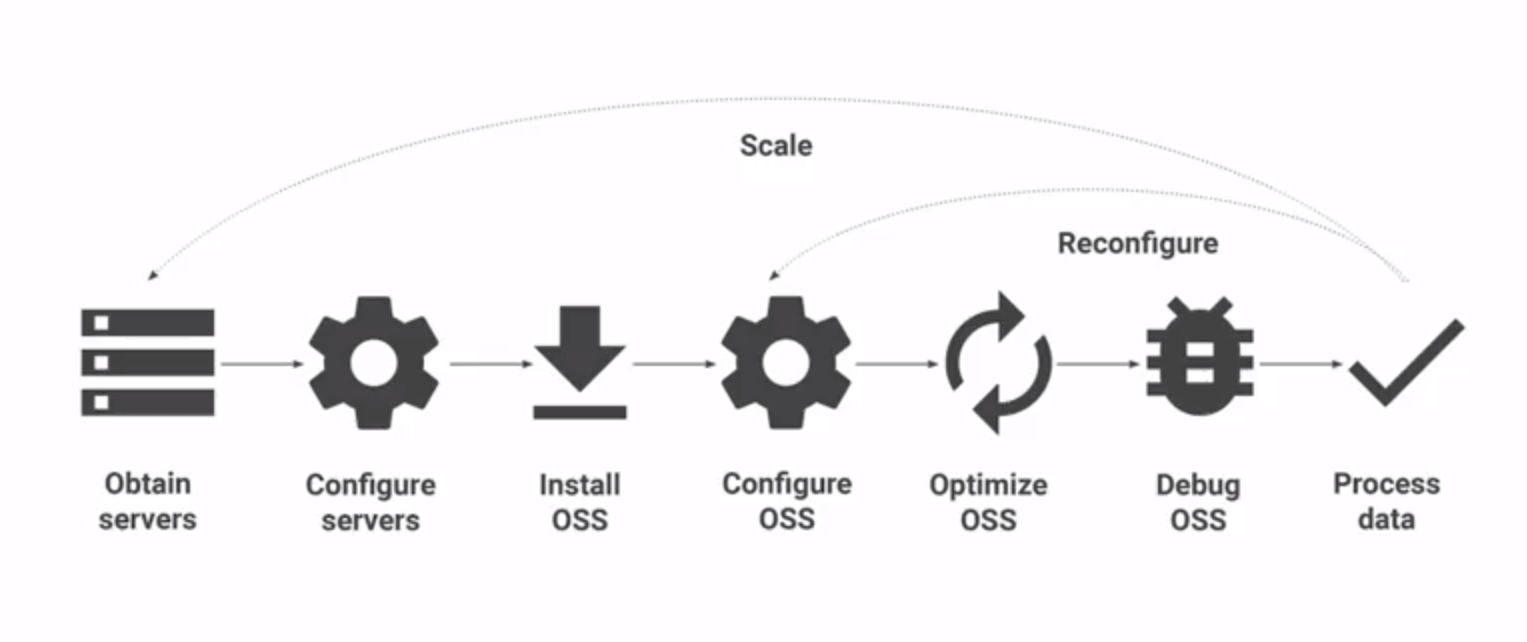 Scale
Reconfigure
Obtain
servers
Configure
servers
Install
OSS
Configure
OSS
Optimize
OSS
Debug
OSS
Process
data